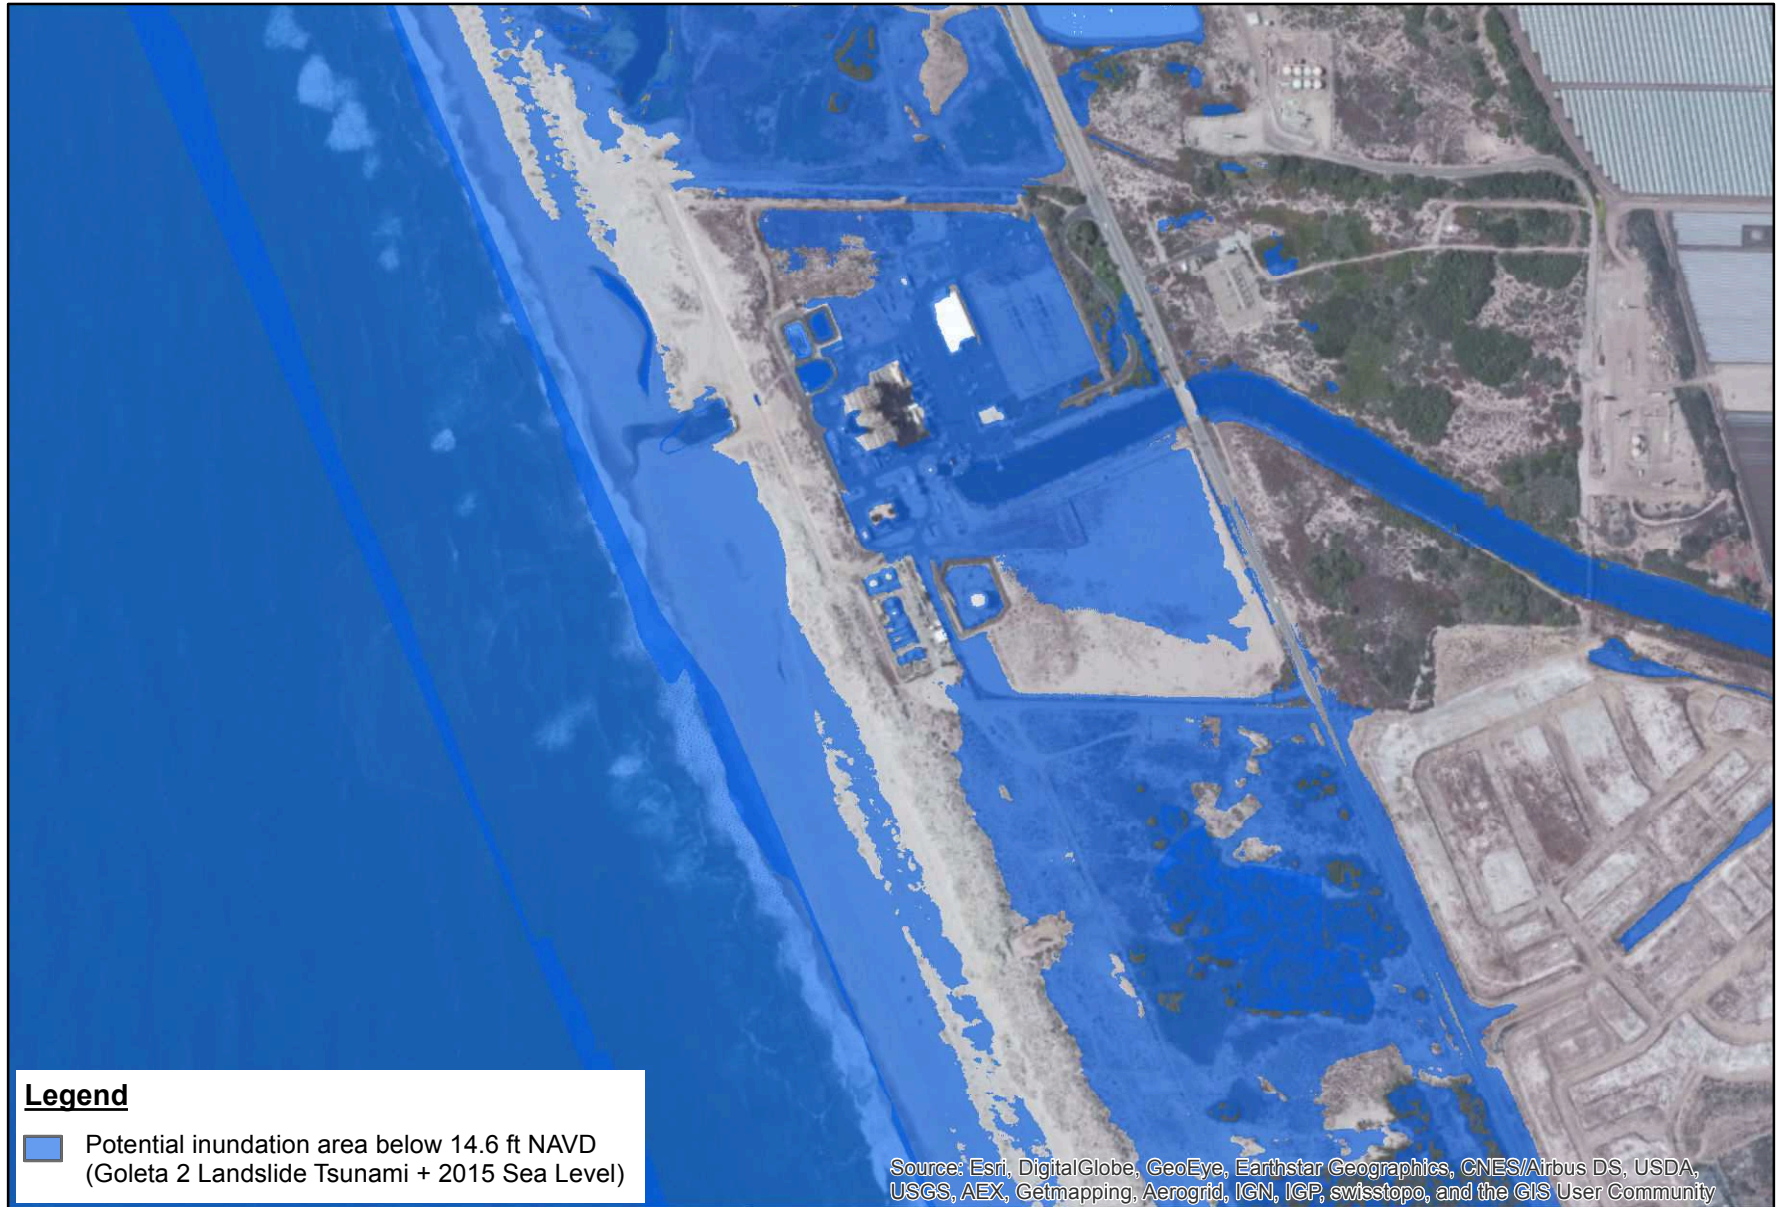 Legend
Potential inundation area below 14.6 ft NAVD
(Goleta 2 Landslide Tsunami + 2015 Sea Level)
Source: Esri, DigitalGlobe, GeoEye, Earthstar Geographics, CNES/Airbus DS, USDA,
USGS, AEX, Getmapping, Aerogrid, IGN, IGP, swisstopo, and the GIS User Community